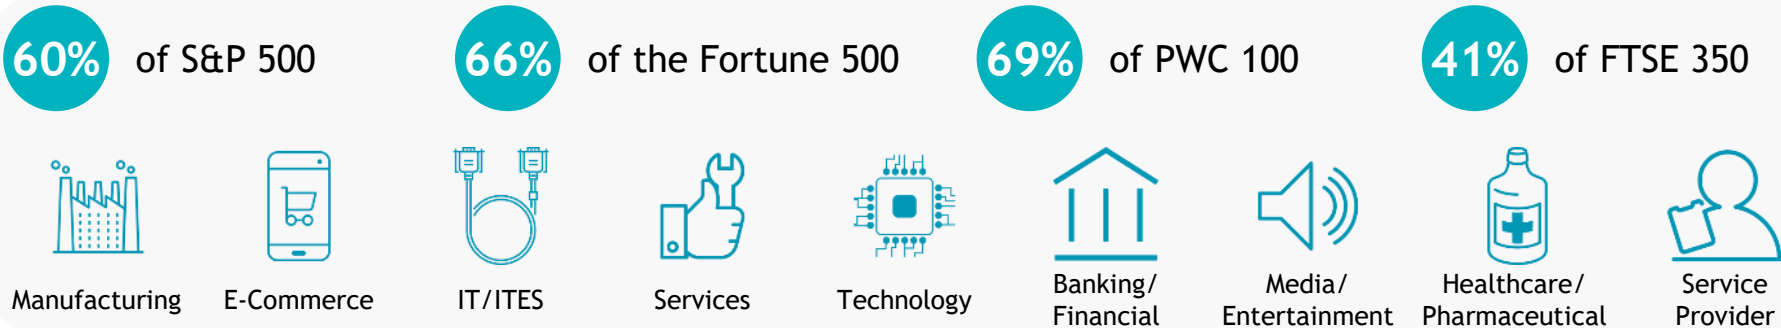 60% of S&P 500
66% of the Fortune 500
69% of PWC 100
41% of FTSE 350
Manufacturing
E-Commerce
IT/ITES
Services
Technology
Banking/
Financial
Media/
Entertainment
Healthcare/
Pharmaceutical
Service
Provider